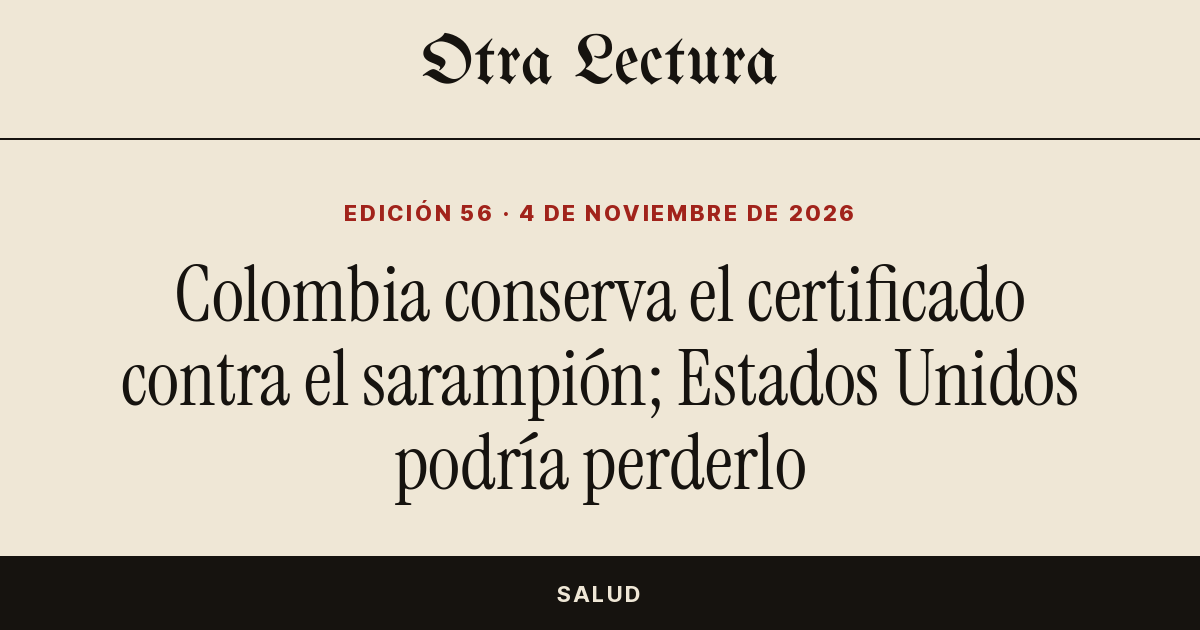 Otra Lectura
EDICIÓN 56 · 4 DE NOVIEMBRE DE 2026
Colombia conserva el certificado
contra el sarampión; Estados Unidos
podría perderlo
SALUD